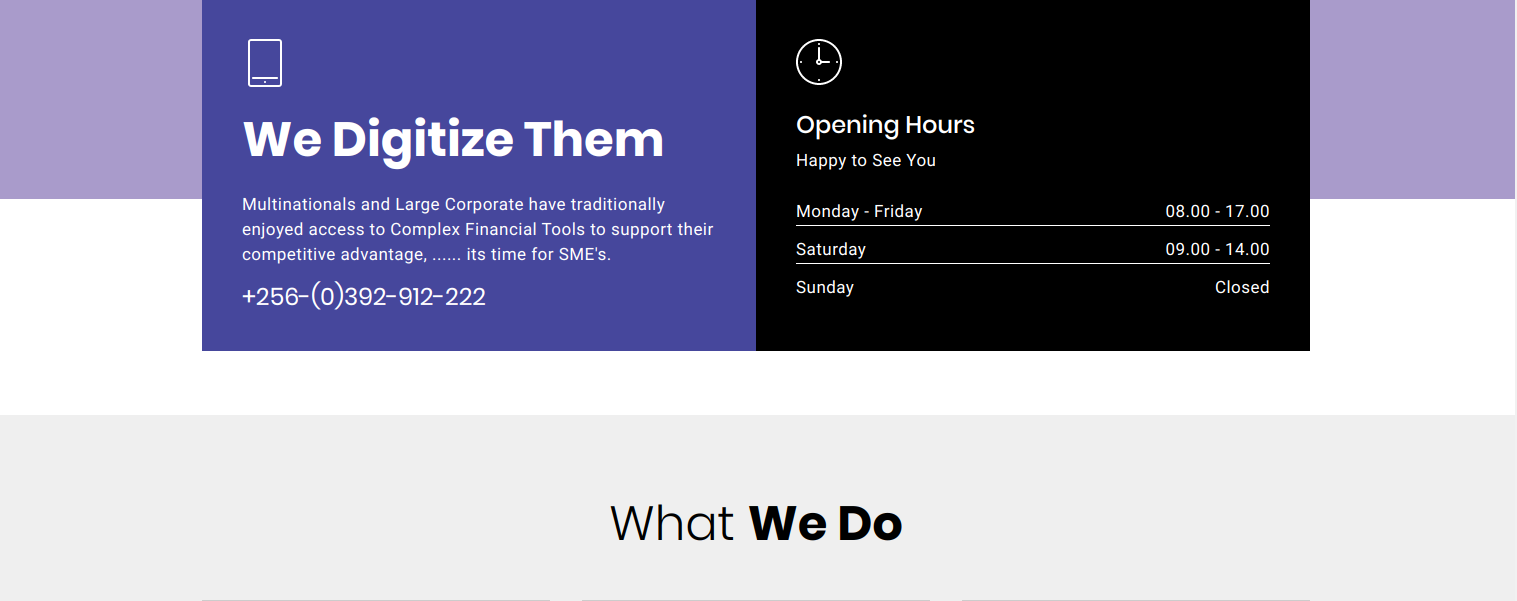 We Digitize Them
Multinationals and Large Corporate have traditionally
enjoyed access to Complex Financial Tools to support their
competitive advantage, ...... its time for SME's.
+256-(0)392-912-222
Opening Hours
Happy to See You
Monday - Friday 08.00 - 17.00
Saturday 09.00 - 14.00
Sunday Closed
What We Do